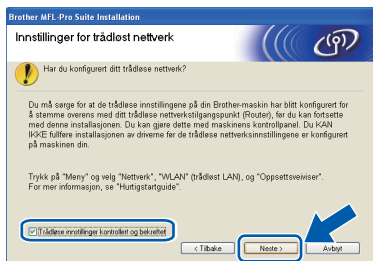 Brother MFL-Pro Suite Installation
Innstillinger for trådløst nettverk
Har du konfigurert ditt trådløse nettverk?
Du må sørge for at de trådløse innstillingene på din Brother-maskin har blitt konfigurert for
å stemme overens med ditt trådløse nettverkstilgangspunkt (Router), før du kan fortsette
med denne installasjonen. Du kan gjøre dette med maskinens kontrollpanel. Du KAN
IKKE fullføre installasjonen av driverne før de trådløse nettverksinnstillingene er konfigurert
på maskinen din.
Trykk på "Meny" og velg "Nettverk", "WLAN" (trådløst LAN), og "Oppsettsveiviser".
For mer informasjon, se "Hurtigstartguide".
Trådløse innstillinger kontrollert og bekreftet
< Tilbake
Neste >
Avbryt